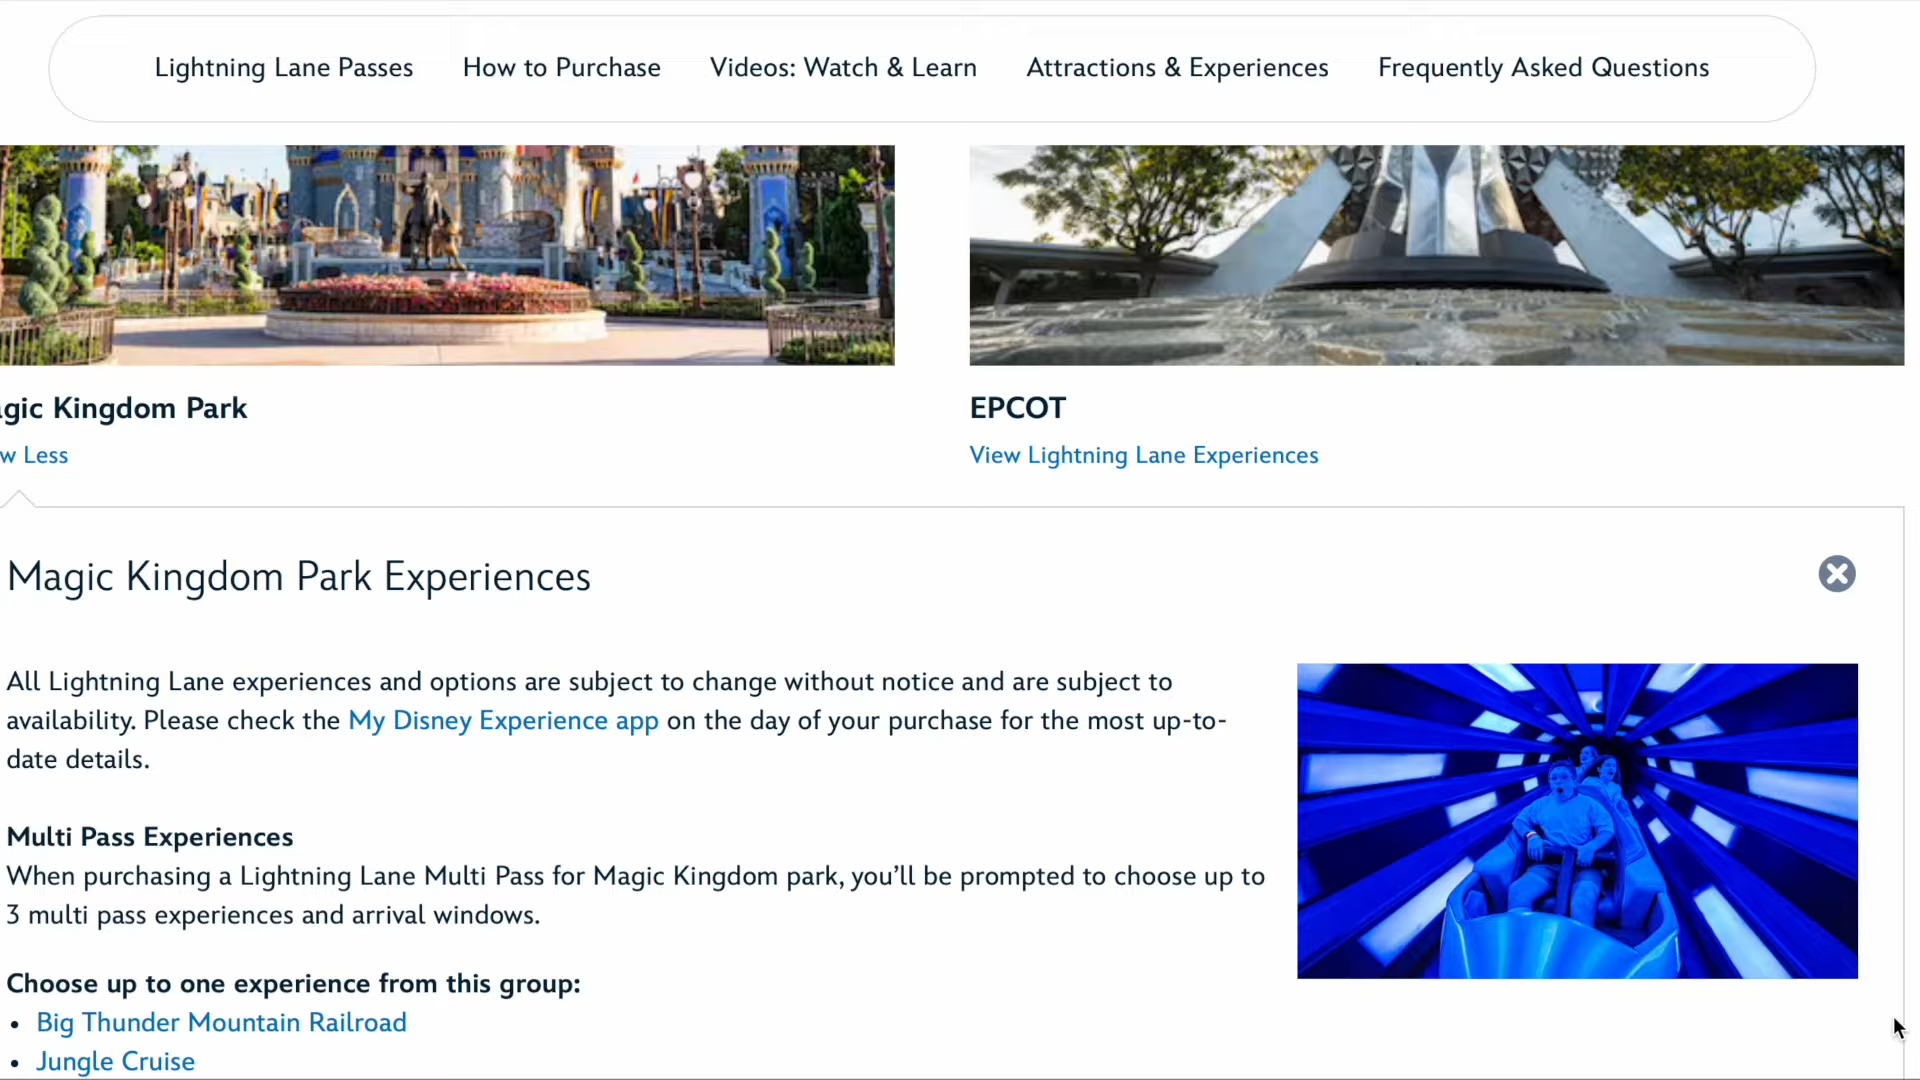 Lightning Lane Passes How to Purchase Videos: Watch & Learn Attractions & Experiences Frequently Asked Questions
gic Kingdom Park
EPCOT
w Less
View Lightning Lane Experiences
Magic Kingdom Park Experiences
All Lightning Lane experiences and options are subject to change without notice and are subject to
availability. Please check the My Disney Experience app on the day of your purchase for the most up-to-
date details.
Multi Pass Experiences
When purchasing a Lightning Lane Multi Pass for Magic Kingdom park, you’ll be prompted to choose up to
3 multi pass experiences and arrival windows.
Choose up to one experience from this group:
• Big Thunder Mountain Railroad
• Jungle Cruise